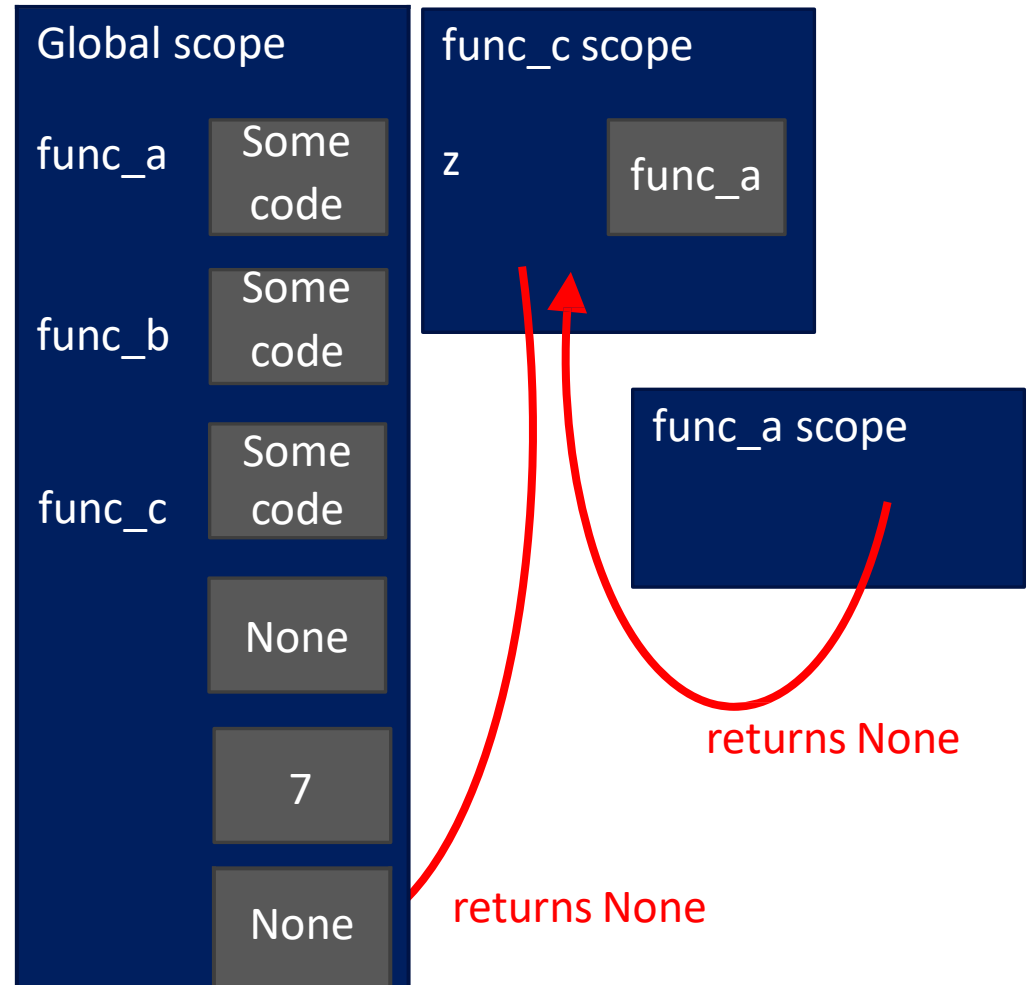 Global scope
func_a
Some
code
func_b
Some
code
func_c
Some
code
None
7
None
func_c scope
z
func_a
func_a scope
returns None
returns None